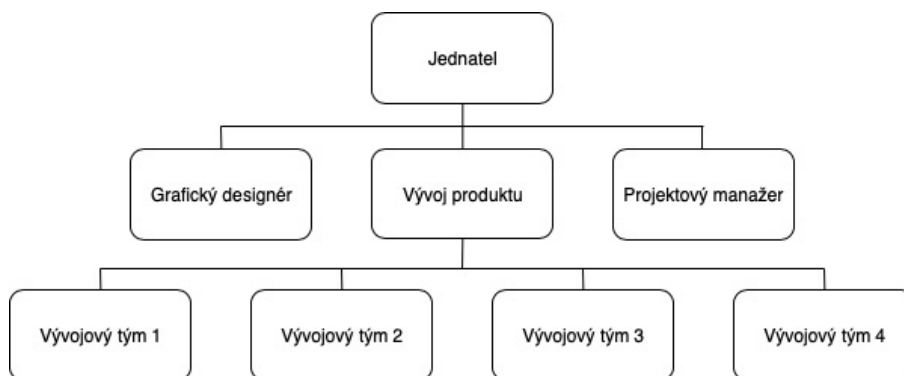 Jednatel
Grafický designér
Vývoj produktu
Projektový manažer
Vývojový tým 1
Vývojový tým 2
Vývojový tým 3
Vývojový tým 4